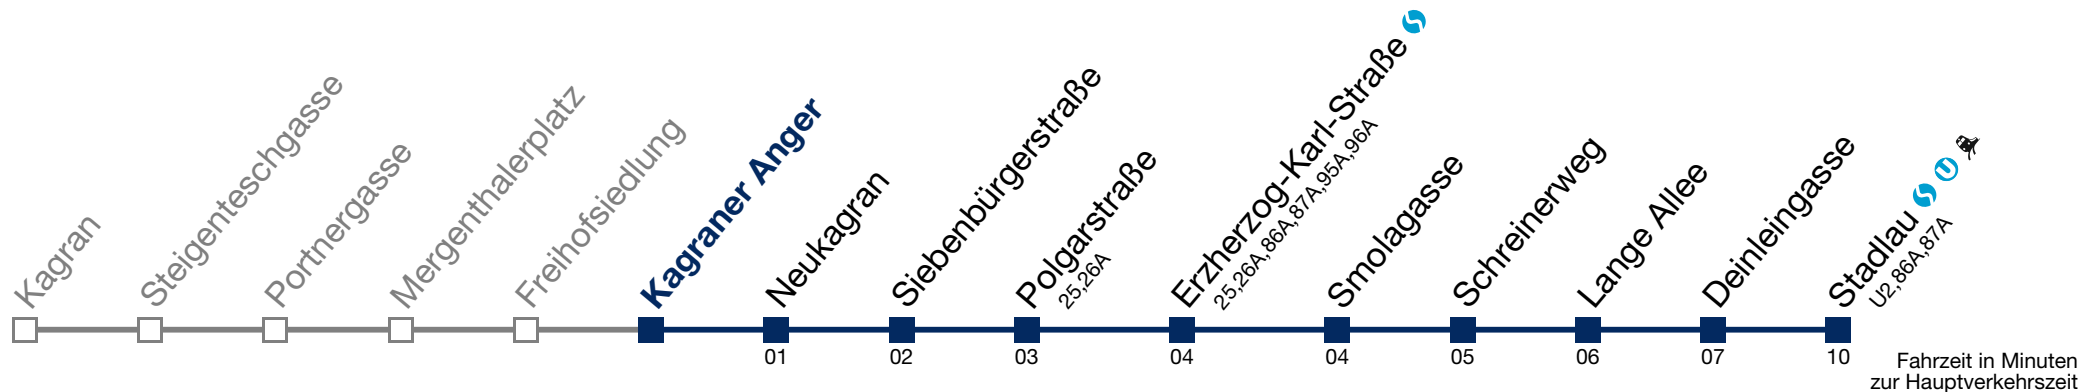 Kagran
Steigenteschgasse
Portnergasse
Mergenthalerplatz
Freihofsiedlung
Kagraner Anger
Neukagran
01
Siebenbürgerstraße
02
Polgarstraße
25,26A
03
Erzherzog-Karl-Straße
25,26A,86A,87A,95A,96A
04
Smolagasse
04
Schreinerweg
05
Lange Allee
06
Deinleingasse
07
Stadlau U
U2,86A,87A
10
Fahrzeit in Minuten
zur Hauptverkehrszeit